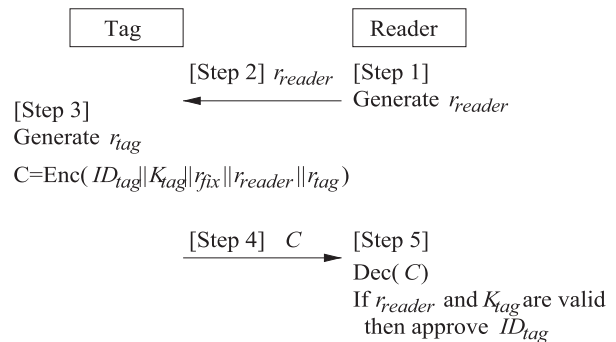 Tag
Reader
[Step 1]
Generate r_reader
[Step 2] r_reader
[Step 3]
Generate r_tag
C=Enc( ID_tag||K_tag||r_fix||r_reader||r_tag )
[Step 4] C
[Step 5]
Dec( C )
If r_reader and K_tag are valid
then approve ID_tag